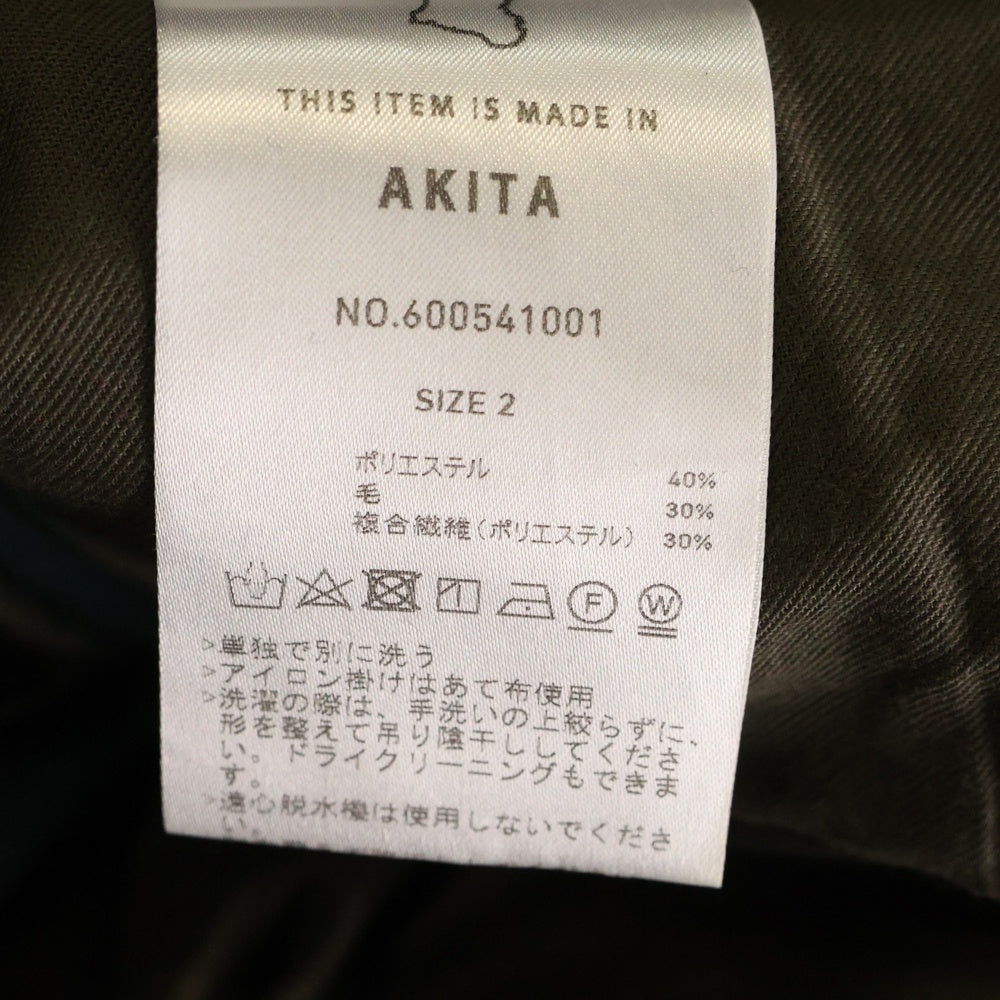 THIS ITEM IS MADE IN
AKITA
NO.600541001
SIZE 2
ポリエステル 40%
毛 30%
複合繊維(ポリエステル) 30%
F W
>単独で別に洗う
>アイロン掛けはあて布使用
>洗濯の際は、手洗いの上絞らずに、
形を整えて吊り陰干ししてくださ
い。ドライクリーニングもできま
す。
>遠心脱水機は使用しないでくださ
い。